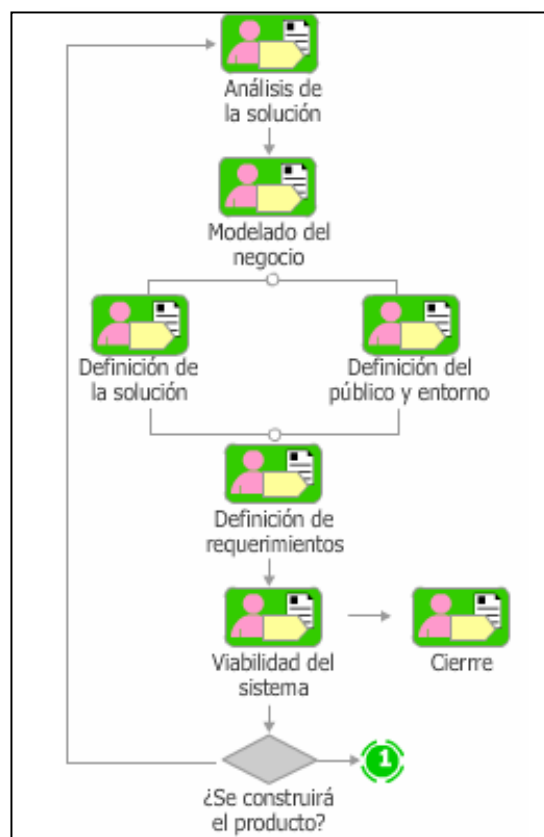 Análisis de
la solución
Modelado del
negocio
Definición de
la solución
Definición del
público y entorno
Definición de
requerimientos
Viabilidad del
sistema
Cierrre
1
¿Se construirá
el producto?